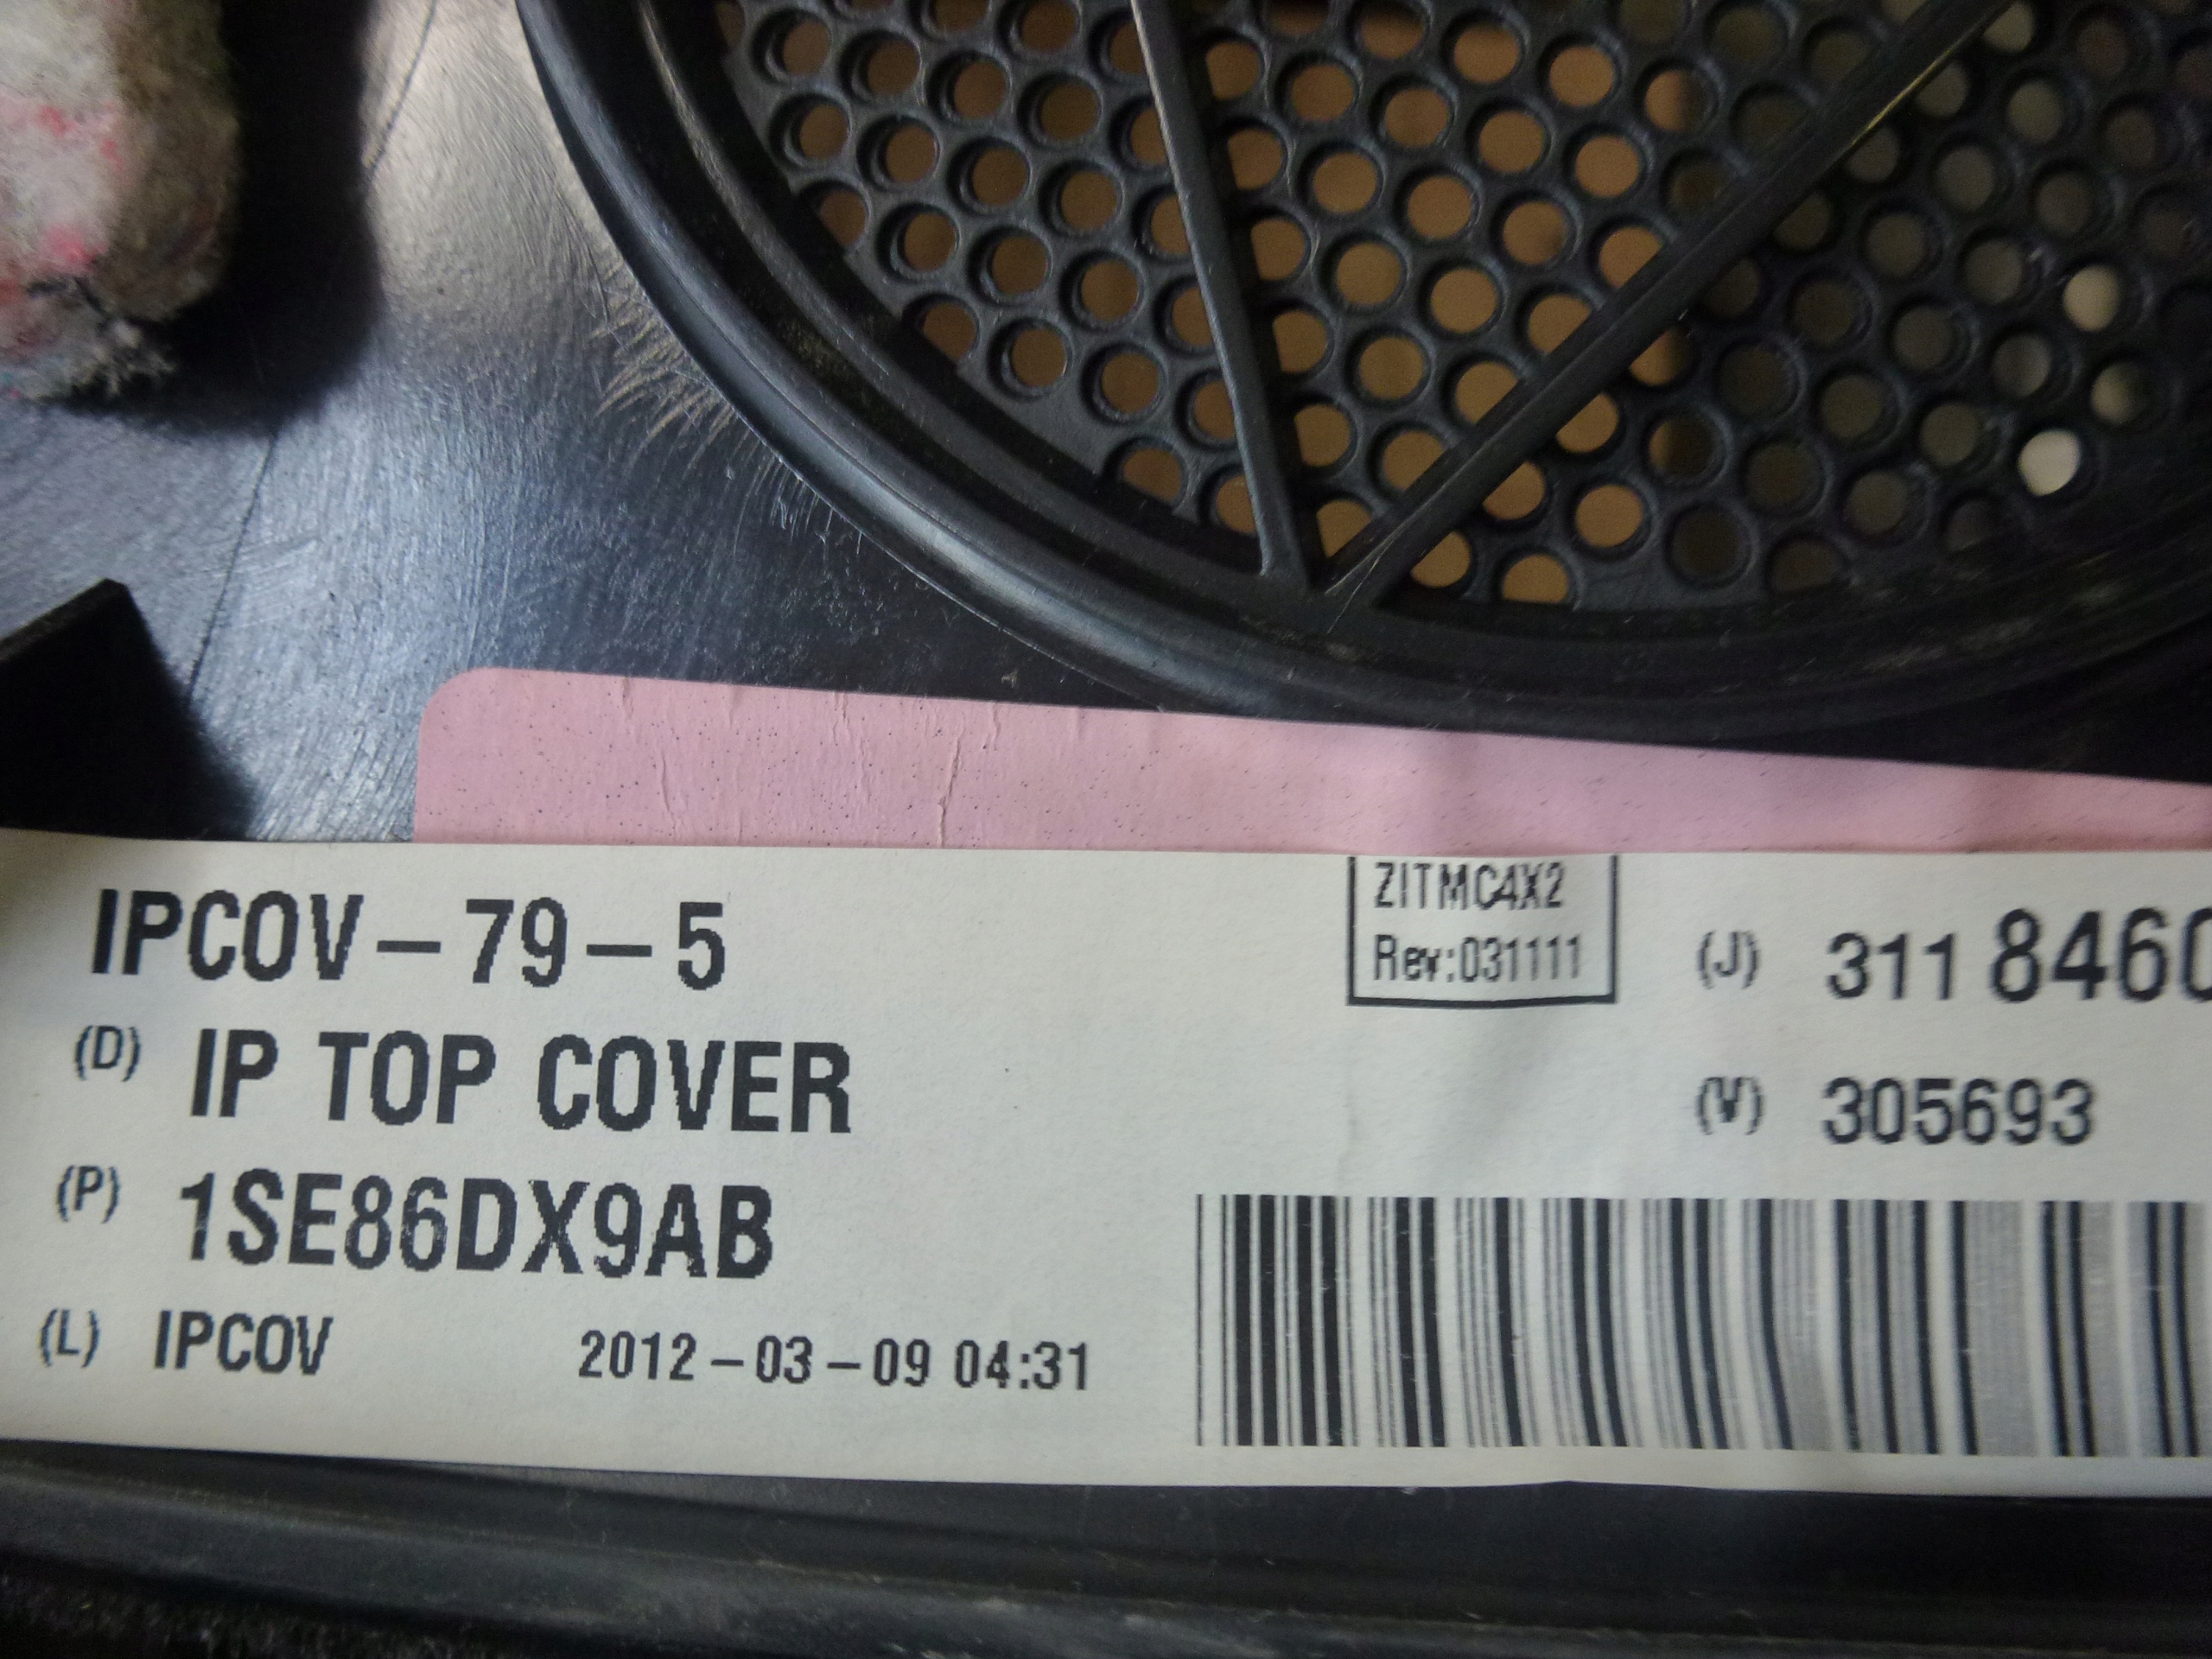 IPCOV-79-5
(D) IP TOP COVER
(P) 1SE86DX9AB
(L) IPCOV 2012-03-09 04:31
ZITMC4X2
Rev:031111
(J) 311 8460
(V) 305693